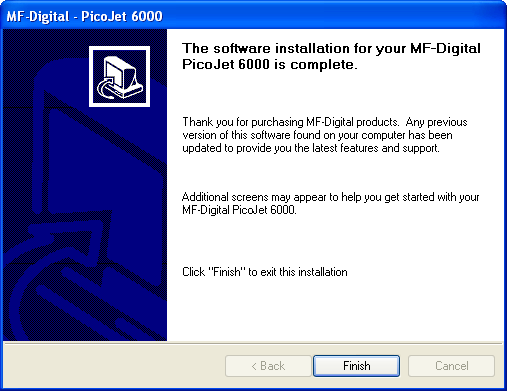 MF-Digital - PicoJet 6000
The software installation for your MF-Digital
PicoJet 6000 is complete.
Thank you for purchasing MF-Digital products.  Any previous
version of this software found on your computer has been
updated to provide you the latest features and support.
Additional screens may appear to help you get started with your
MF-Digital PicoJet 6000.
Click "Finish" to exit this installation
< Back
Finish
Cancel